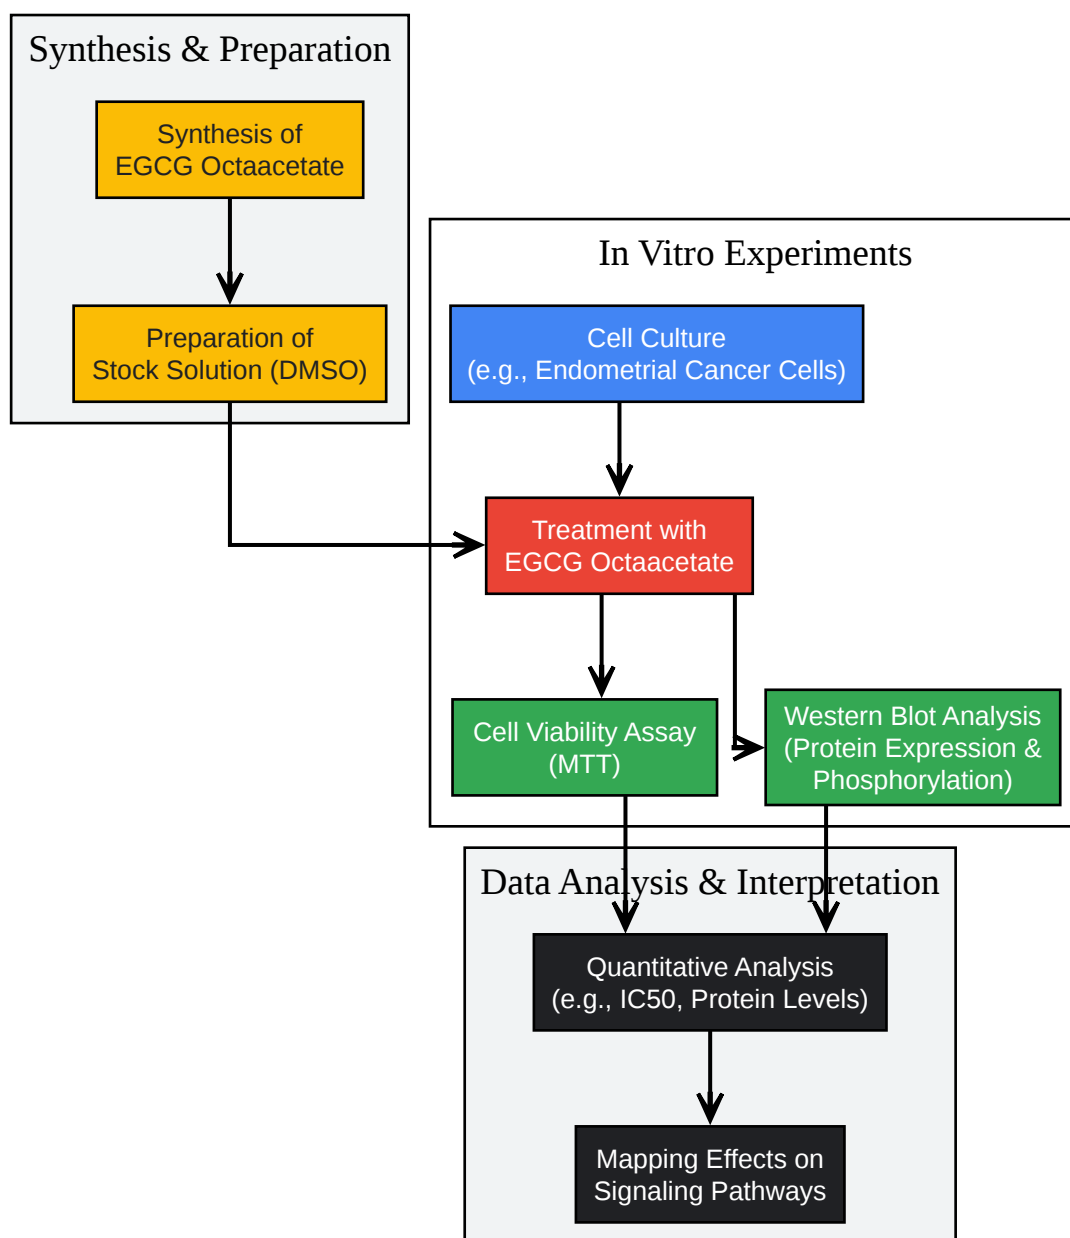 Synthesis & Preparation
Synthesis of
EGCG Octaacetate
Preparation of
Stock Solution (DMSO)
In Vitro Experiments
Cell Culture
(e.g., Endometrial Cancer Cells)
Treatment with
EGCG Octaacetate
Cell Viability Assay
(MTT)
Western Blot Analysis
(Protein Expression &
Phosphorylation)
Data Analysis & Interpretation
Quantitative Analysis
(e.g., IC50, Protein Levels)
Mapping Effects on
Signaling Pathways